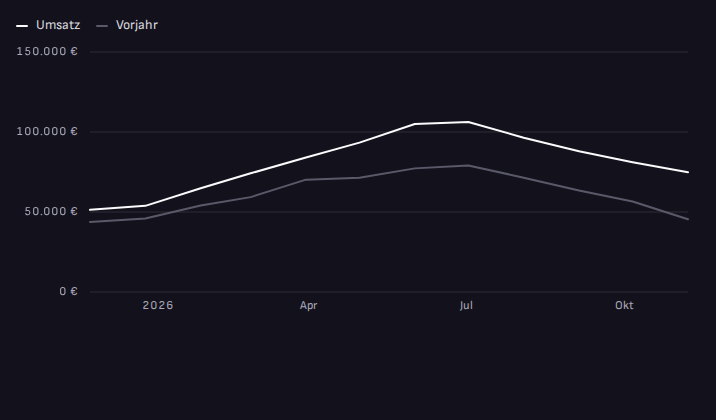 Umsatz Vorjahr
150.000 €
100.000 €
50.000 €
0 €
2026 Apr Jul Okt